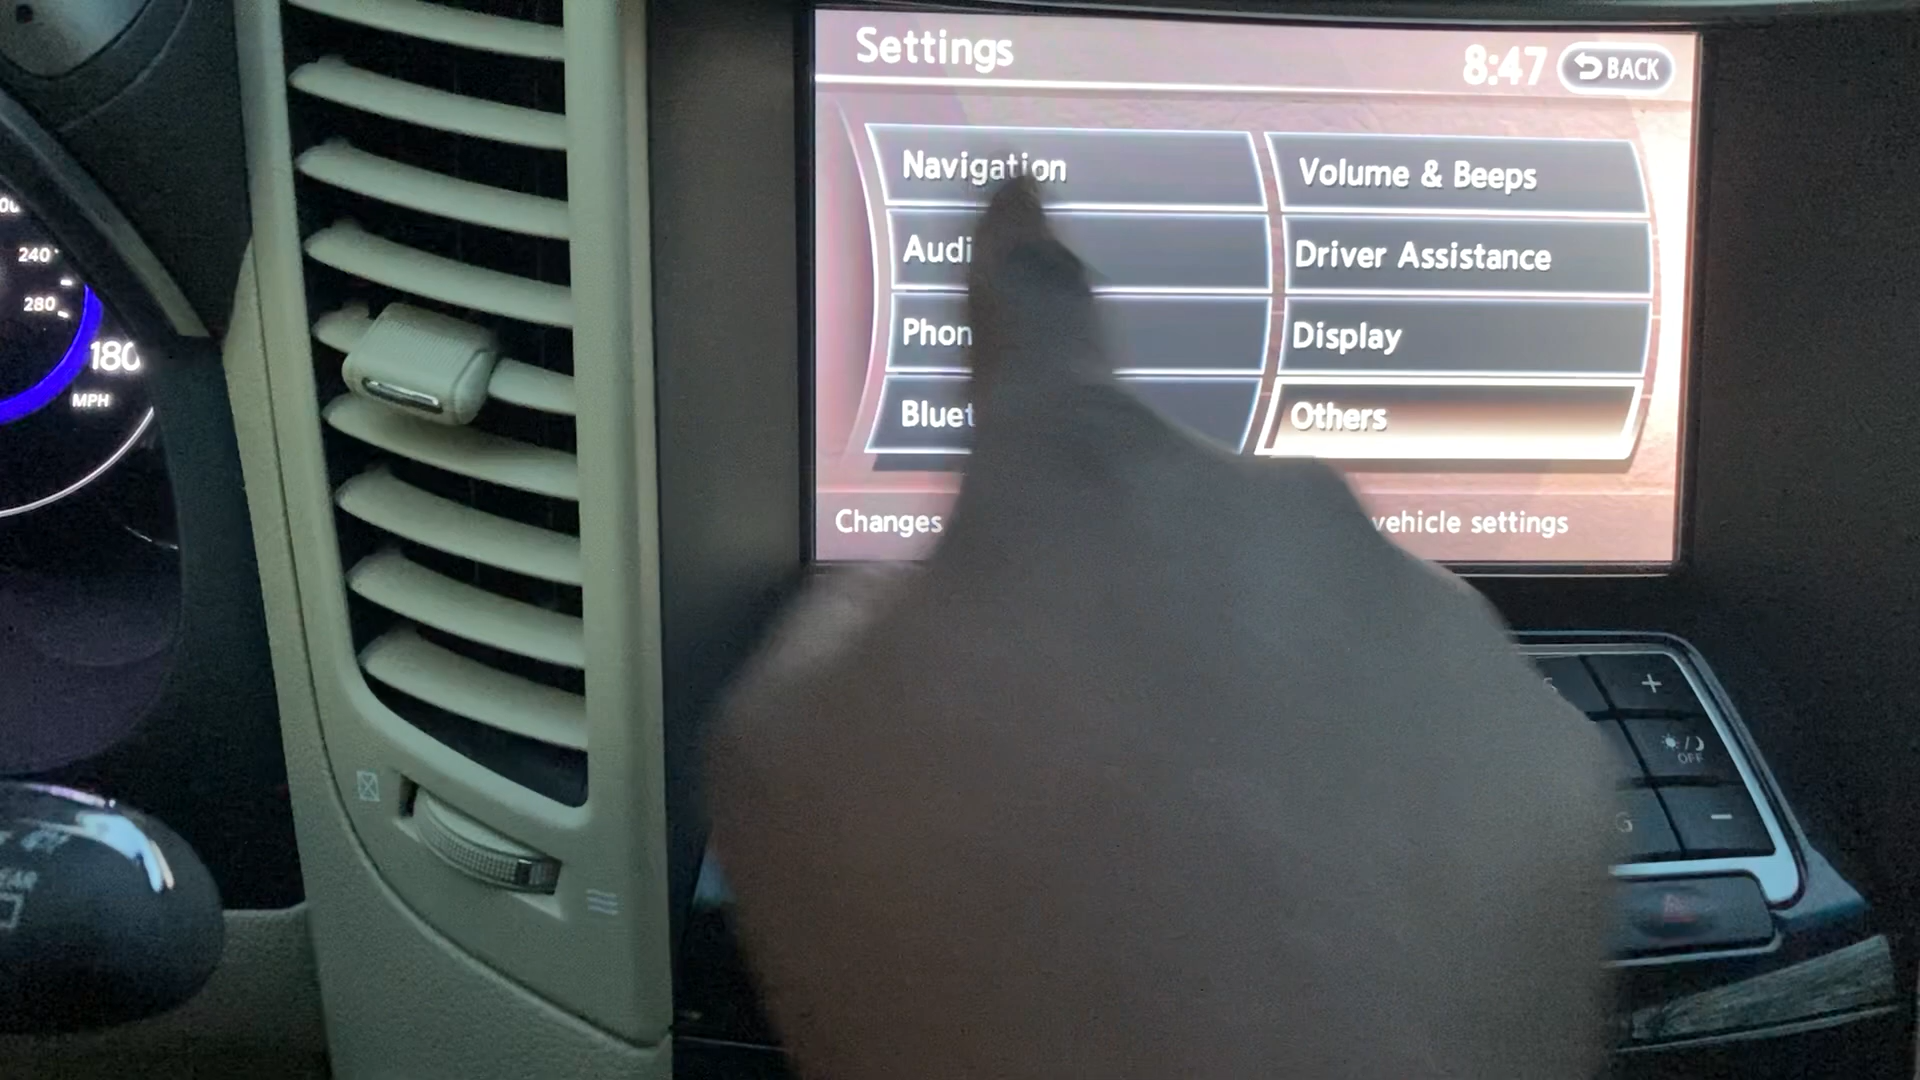 Settings
8:47
BACK
Navigation
Volume & Beeps
Audi
Driver Assistance
Phon
Display
Bluet
Others
Changes
vehicle settings
240
280
180
MPH
+
OFF
-